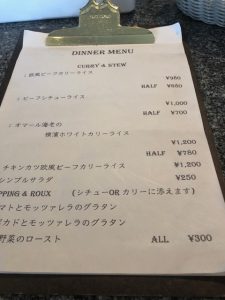 DINNER MENU
CURRY & STEW
欧風ビーフカリーライス
¥980
HALF ¥680
ビーフシチューライス
¥1,000
HALF ¥700
オマール海老の
横濱ホワイトカリーライス
¥1,200
HALF ¥780
チキンカツ欧風ビーフカリーライス ¥1,200
シンプルサラダ ¥250
PPING & ROUX (シチューOR カリーに添えます)
マトとモッツァレラのグラタン
ボカドとモッツァレラのグラタン
野菜のロースト ALL ¥300